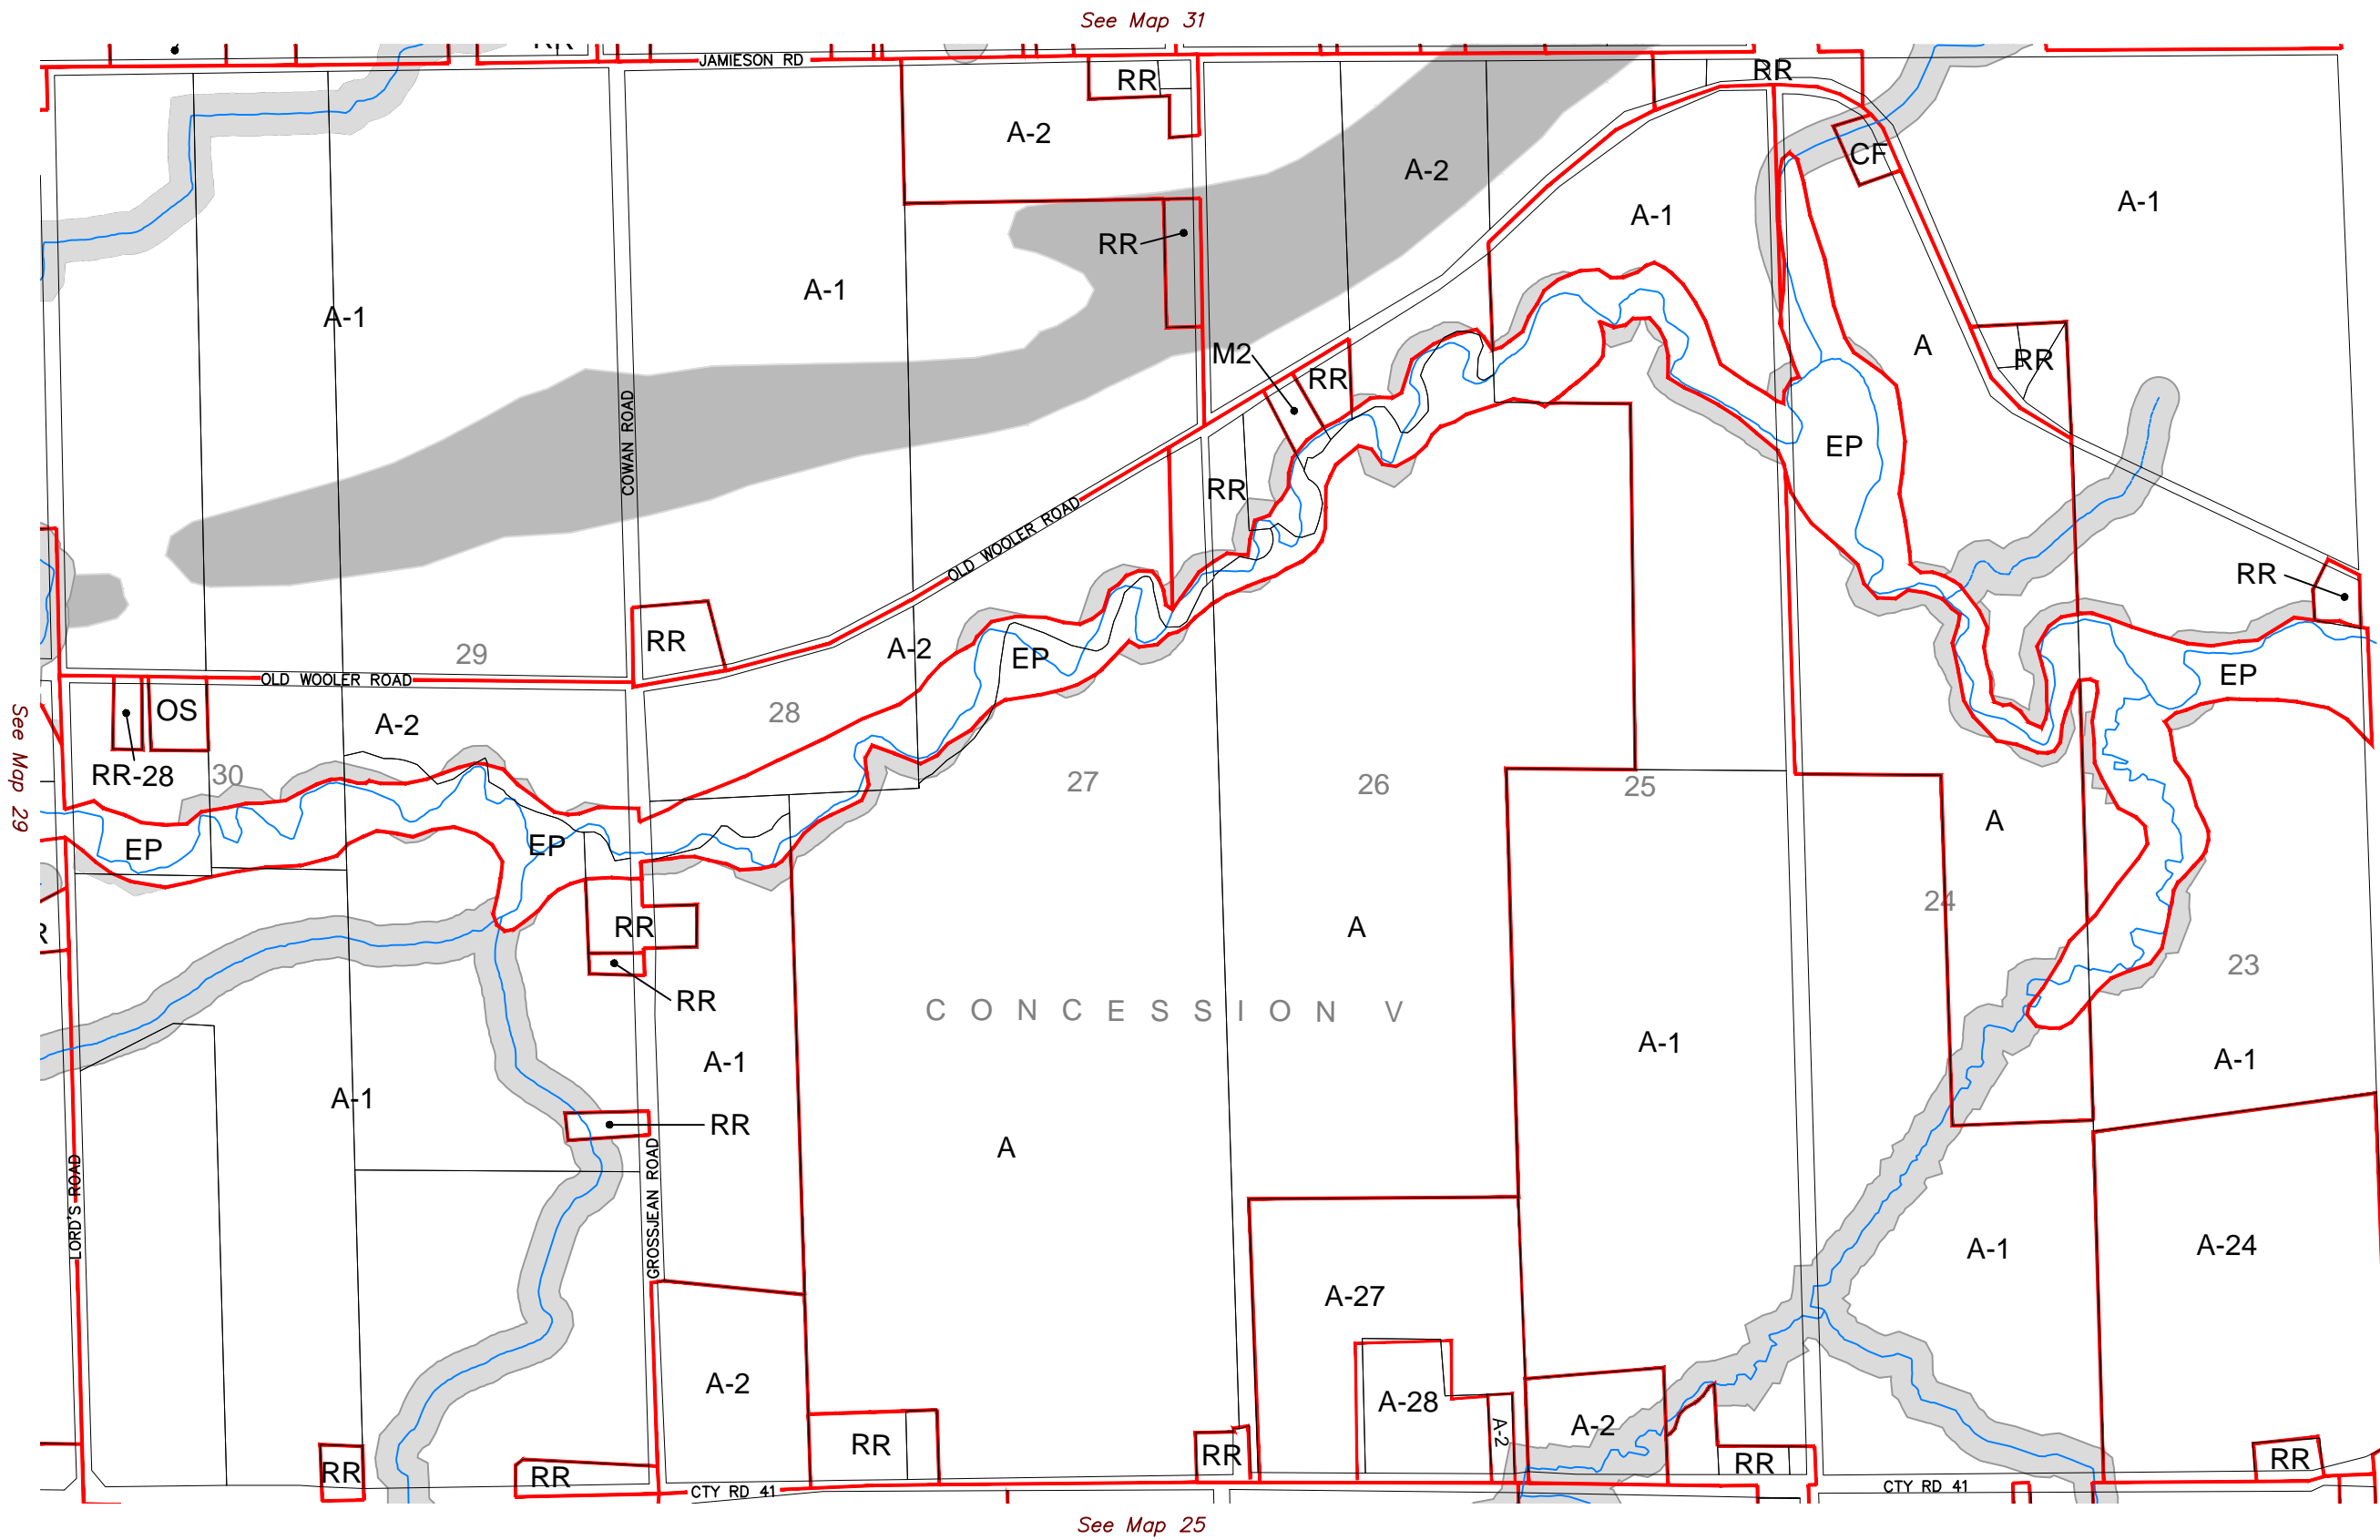 See Map 31
JAMIESON RD
RR
RR
A-2
CF
A-2
A-1
A-1
RR
A-1
A-1
A
M2
RR
RR
COWAN ROAD
EP
RR
OLD WOOLER ROAD
RR
RR
A-2
29
EP
EP
OLD WOOLER ROAD
OS
28
A-2
See Map 29
RR-28
30
27
26
25
A
EP
EP
24
RR
A
23
RR
CONCESSION V
A-1
A-1
A-1
A-1
RR
A
LORD'S ROAD
GROSSJEAN ROAD
A-1
A-24
A-27
A-2
A-28
A-2
A-2
RR
RR
RR
RR
RR
RR
CTY RD 41
CTY RD 41
See Map 25